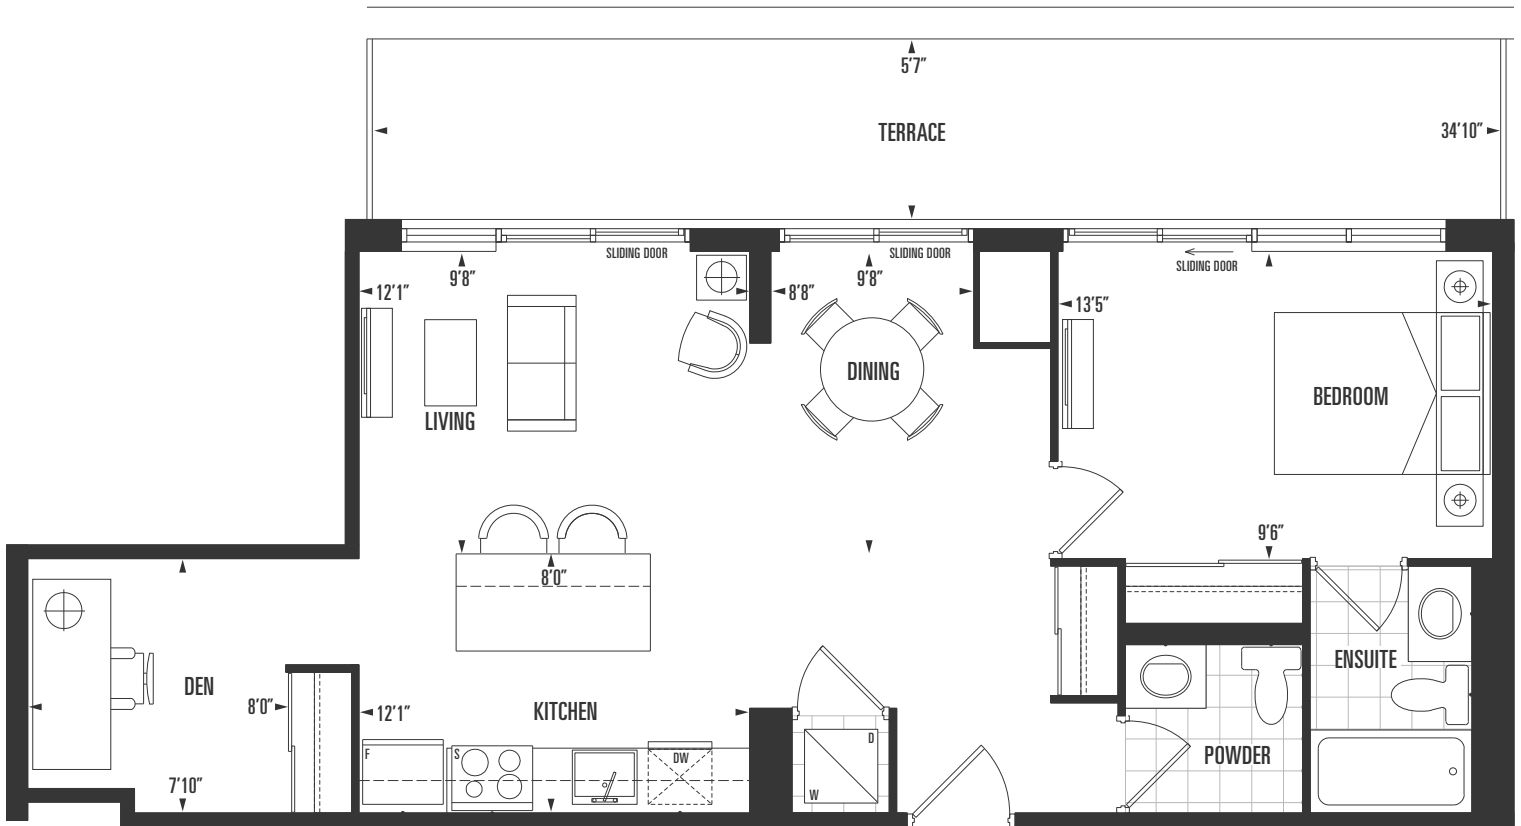 5'7"
TERRACE
34'10"
SLIDING DOOR
SLIDING DOOR
SLIDING DOOR
12'1"
9'8"
8'8"
9'8"
13'5"
DINING
BEDROOM
LIVING
9'6"
8'0"
ENSUITE
DEN
8'0"
12'1"
KITCHEN
D
POWDER
F
S
DW
7'10"
W